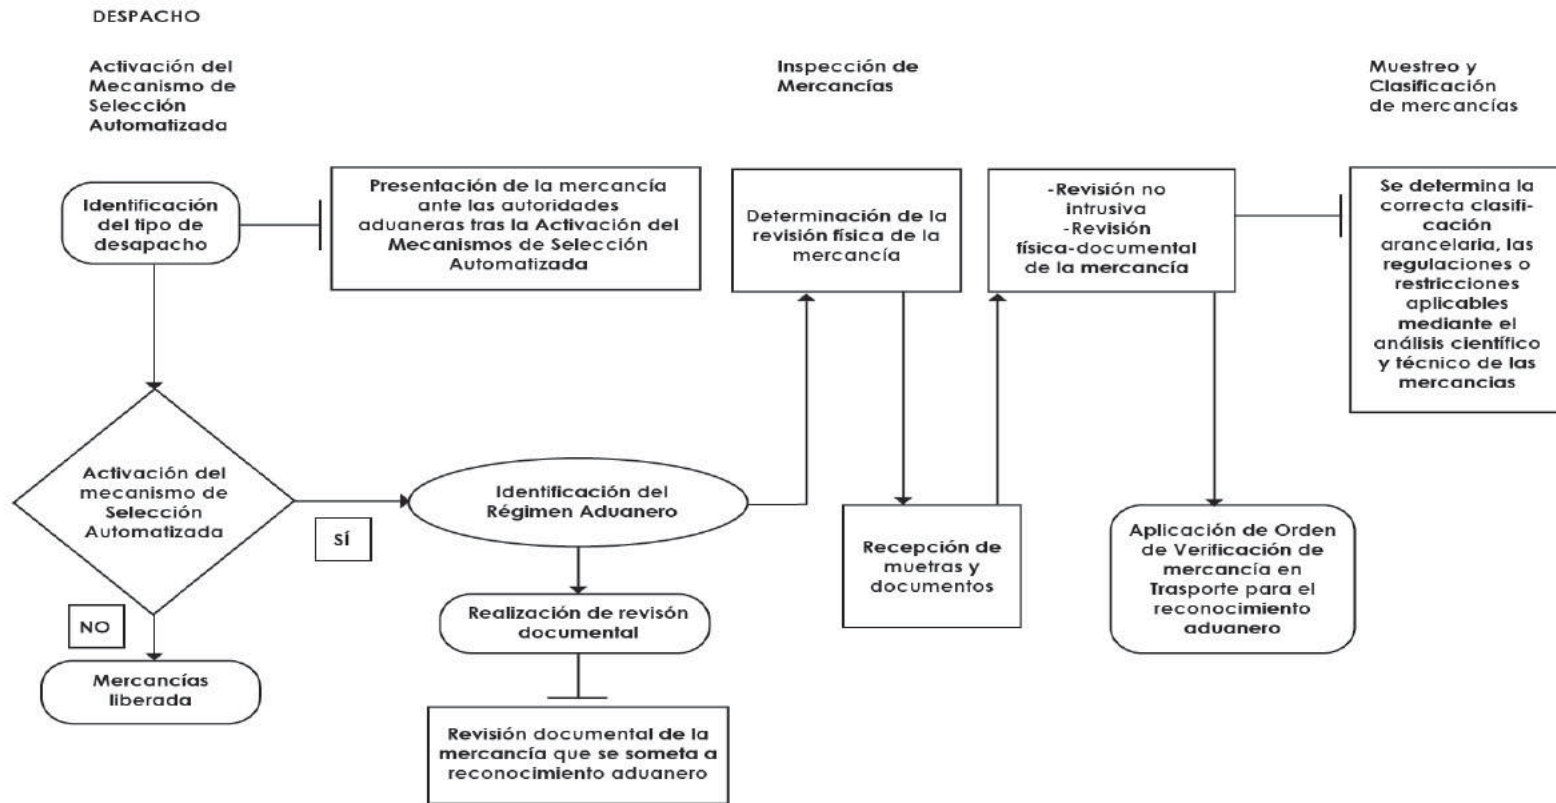 DESPACHO
Activación del
Mecanismo de
Selección
Automatizada
Inspección de
Mercancías
Muestreo y
Clasificación
de mercancías
Identificación
del tipo de
desapacho
Presentación de la mercancía
ante las autoridades
aduaneras tras la Activación del
Mecanismos de Selección
Automatizada
Determinación de la
revisión física de la
mercancía
-Revisión no
intrusiva
-Revisión
física-documental
de la mercancía
Se determina la
correcta clasifi-
cación
arancelaria, las
regulaciones o
restricciones
aplicables
mediante el
análisis científico
y técnico de las
mercancias
Activación del
mecanismo de
Selección
Automatizada
SÍ
Identificación del
Régimen Aduanero
Recepción de
muetras y
documentos
Aplicación de Orden
de Verificación de
mercancía en
Trasporte para el
reconocimiento
aduanero
NO
Realización de revisón
documental
Mercancías
liberada
Revisión documental de la
mercancía que se someta a
reconocimiento aduanero